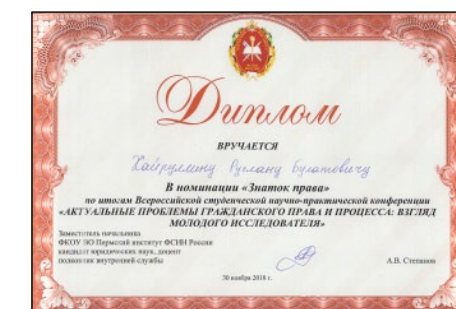 Диплом
ВРУЧАЕТСЯ
Хайруллину Руслану Булатовичу
В номинации «Знаток права»
по итогам Всероссийской студенческой научно-практической конференции
«АКТУАЛЬНЫЕ ПРОБЛЕМЫ ГРАЖДАНСКОГО ПРАВА И ПРОЦЕССА: ВЗГЛЯД
МОЛОДОГО ИССЛЕДОВАТЕЛЯ»
Заместитель начальника
ФКОУ ВО Пермский институт ФСИН России
кандидат юридических наук, доцент
полковник внутренней службы
А.В. Степанов
30 ноября 2018 г.